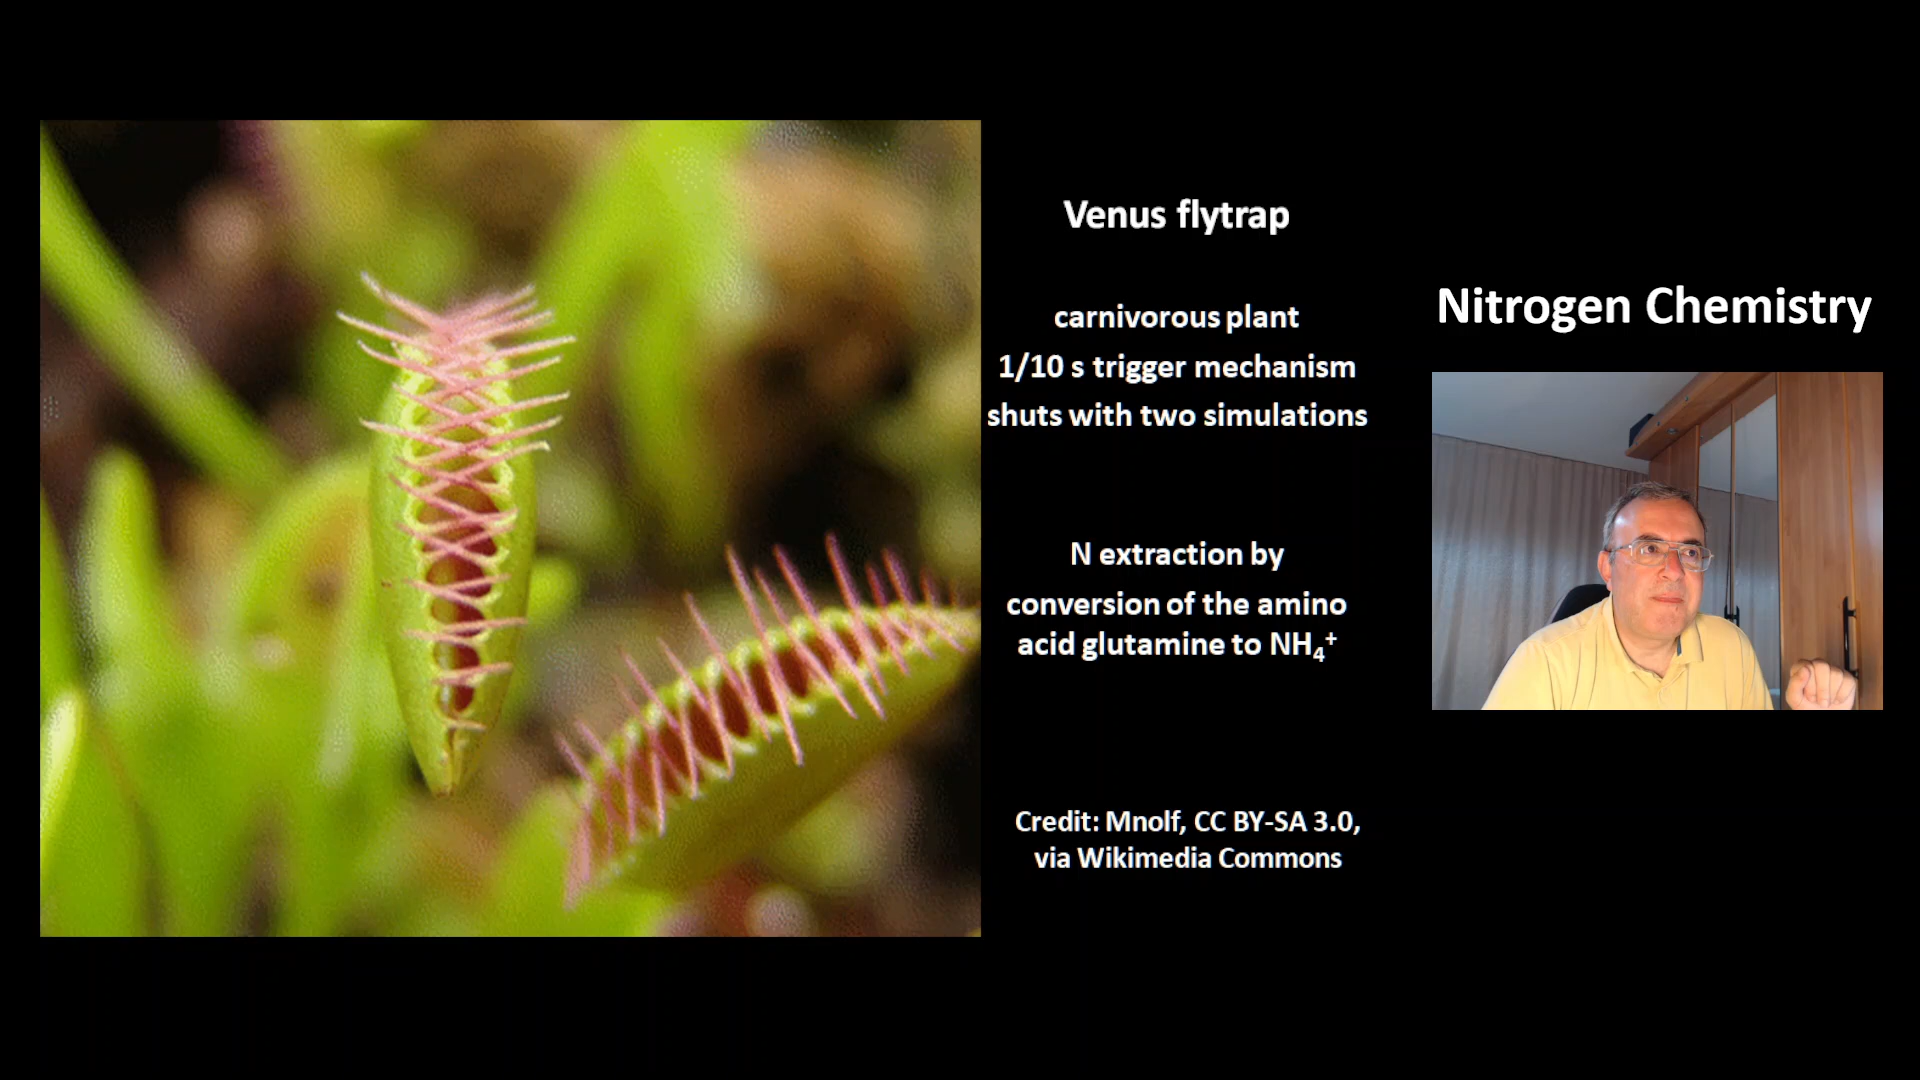 Venus flytrap
carnivorous plant
1/10 s trigger mechanism
shuts with two simulations
N extraction by
conversion of the amino
acid glutamine to NH₄⁺
Credit: Mnolf, CC BY-SA 3.0,
via Wikimedia Commons
Nitrogen Chemistry